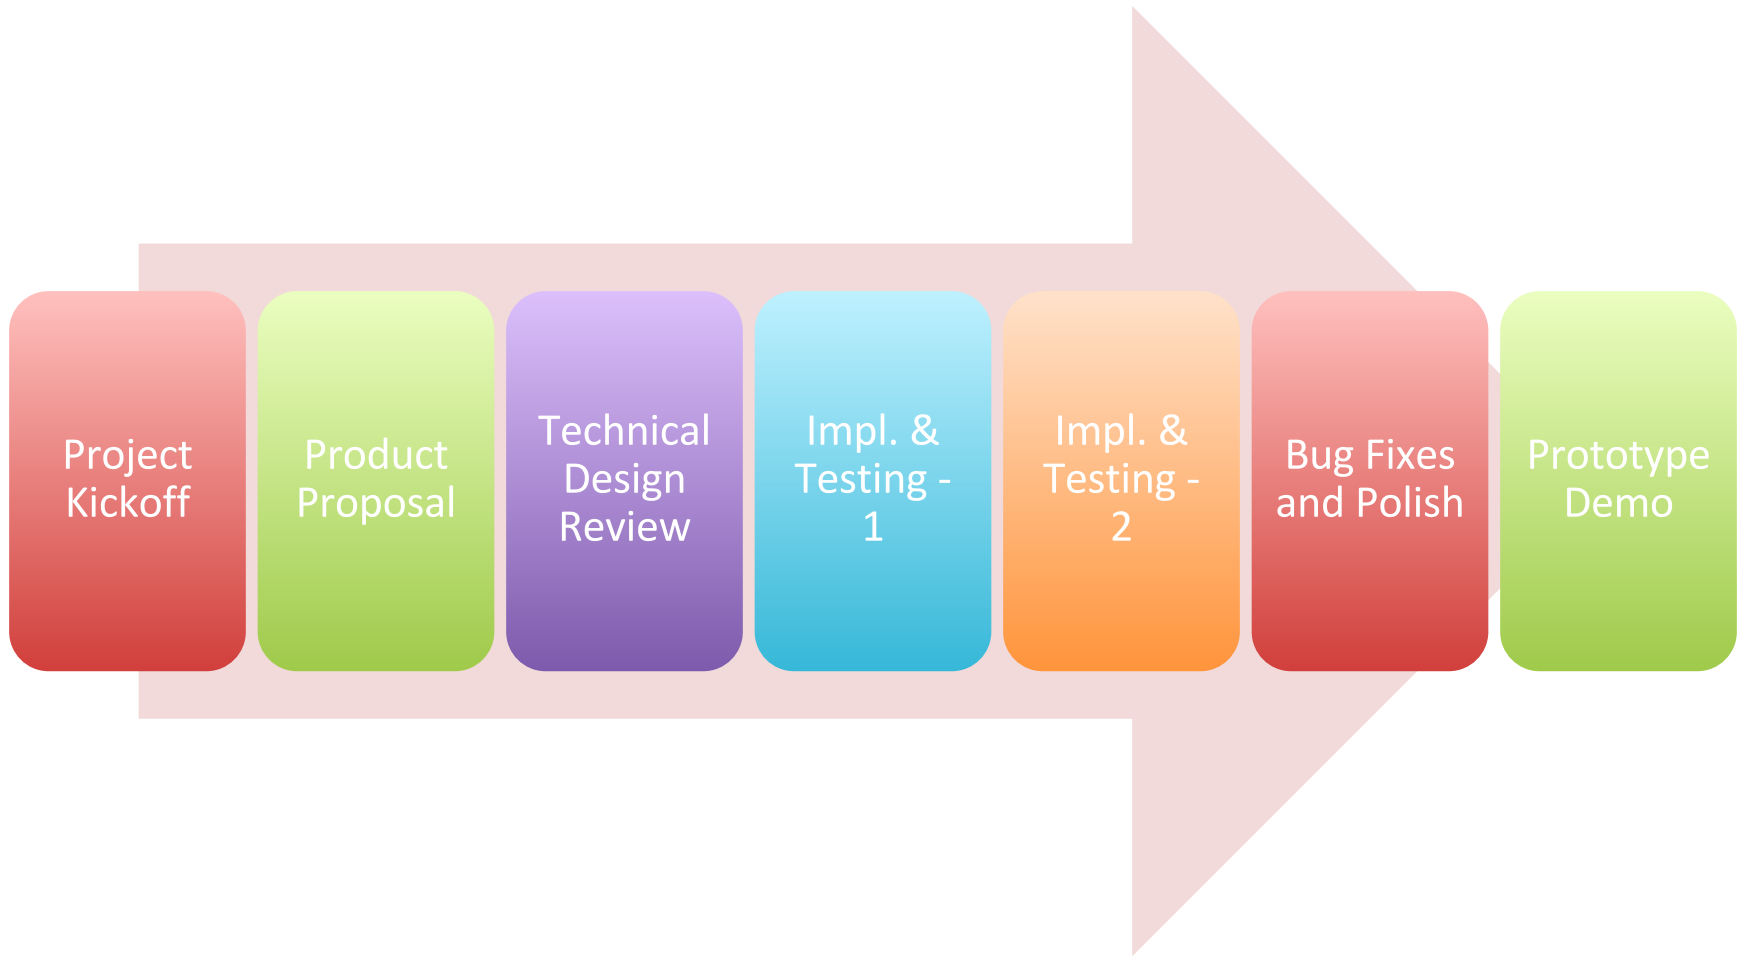 Project
Kickoff
Product
Proposal
Technical
Design
Review
Impl. &
Testing -
1
Impl. &
Testing -
2
Bug Fixes
and Polish
Prototype
Demo